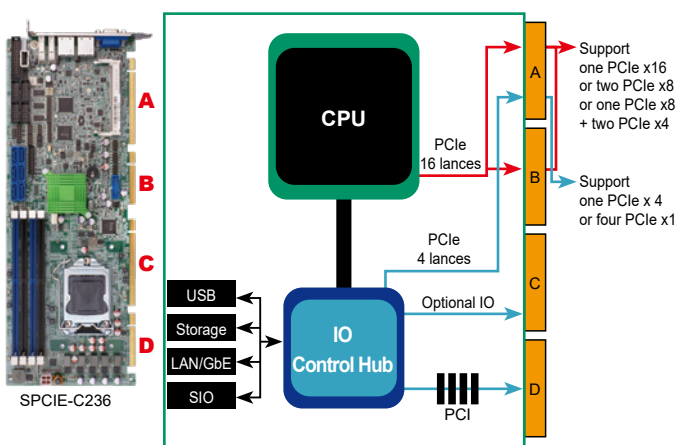 A
B
C
D
SPCIE-C236
CPU
PCIe
16 lances
PCIe
4 lances
Optional IO
IO
Control Hub
USB
Storage
LAN/GbE
SIO
PCI
A
B
C
D
Support
one PCIe x16
or two PCIe x8
or one PCIe x8
+ two PCIe x4
Support
one PCIe x 4
or four PCIe x1